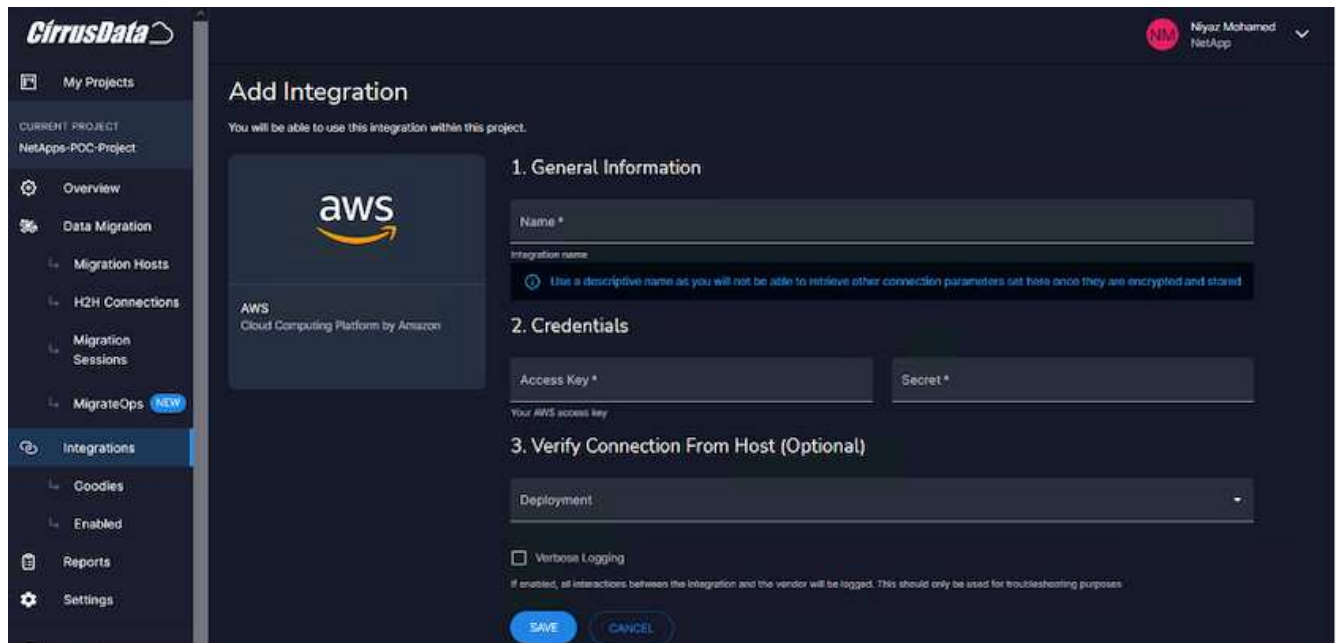 CirrusData
Niyaz Mohamed
NetApp
NM
My Projects
CURRENT PROJECT
NetApps-POC-Project
Overview
Data Migration
Migration Hosts
H2H Connections
Migration
Sessions
MigrateOps NEW
Integrations
Goodies
Enabled
Reports
Settings
Add Integration
You will be able to use this integration within this project.
aws
AWS
Cloud Computing Platform by Amazon
1. General Information
Name *
Integration name
Use a descriptive name as you will not be able to retrieve other connection parameters set here once they are encrypted and stored
2. Credentials
Access Key *
Secret *
Your AWS access key
3. Verify Connection From Host (Optional)
Deployment
Verbose Logging
If enabled, all interactions between the integration and the vendor will be logged. This should only be used for troubleshooting purposes
SAVE
CANCEL